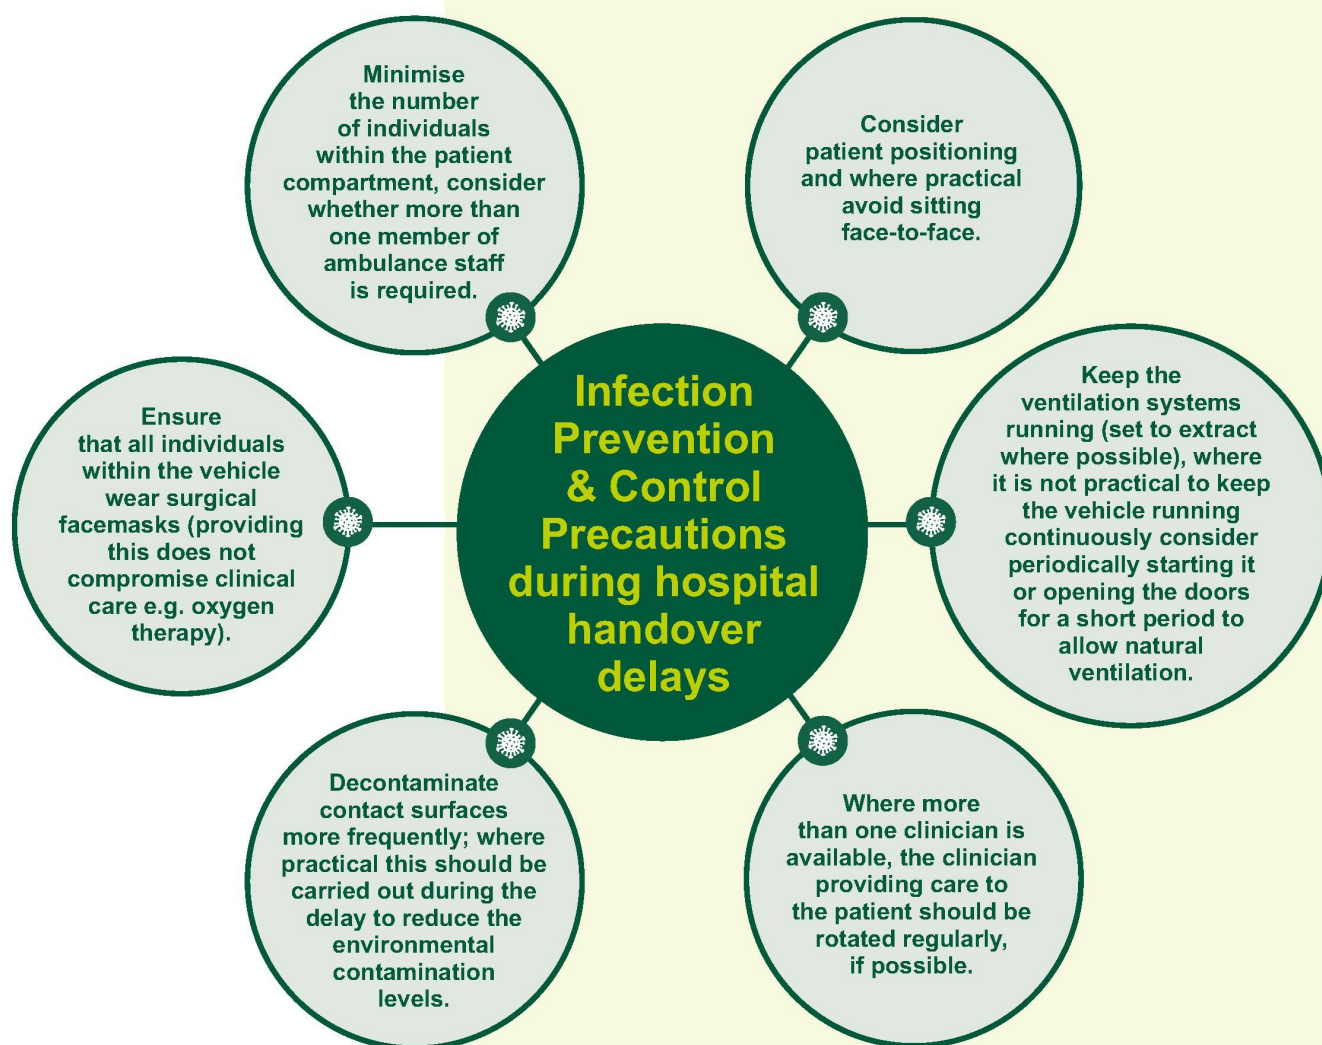 Minimise
the number
of individuals
within the patient
compartment, consider
whether more than
one member of
ambulance staff
is required.
Consider
patient positioning
and where practical
avoid sitting
face-to-face.
Ensure
that all individuals
within the vehicle
wear surgical
facemasks (providing
this does not
compromise clinical
care e.g. oxygen
therapy).
Infection
Prevention
& Control
Precautions
during hospital
handover
delays
Keep the
ventilation systems
running (set to extract
where possible), where
it is not practical to keep
the vehicle running
continuously consider
periodically starting it
or opening the doors
for a short period to
allow natural
ventilation.
Decontaminate
contact surfaces
more frequently; where
practical this should be
carried out during the
delay to reduce the
environmental
contamination
levels.
Where more
than one clinician is
available, the clinician
providing care to
the patient should be
rotated regularly,
if possible.